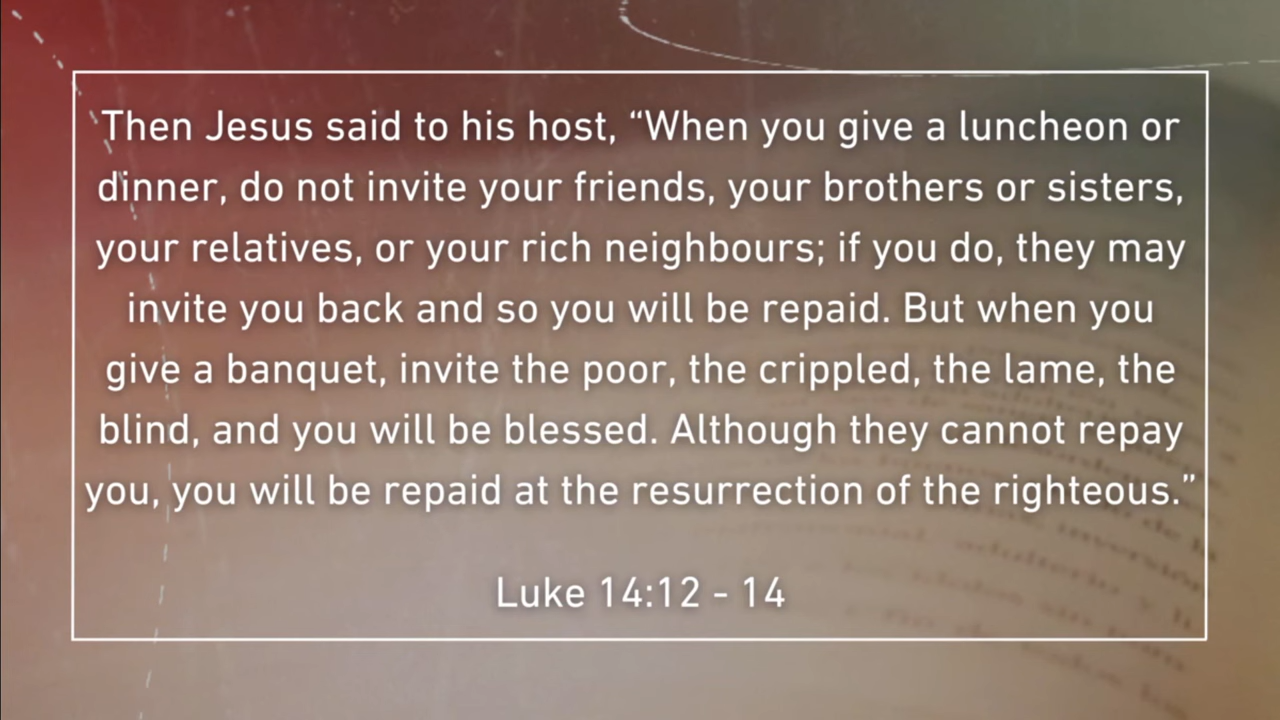 Then Jesus said to his host, “When you give a luncheon or
dinner, do not invite your friends, your brothers or sisters,
your relatives, or your rich neighbours; if you do, they may
invite you back and so you will be repaid. But when you
give a banquet, invite the poor, the crippled, the lame, the
blind, and you will be blessed. Although they cannot repay
you, you will be repaid at the resurrection of the righteous.”
Luke 14:12 - 14